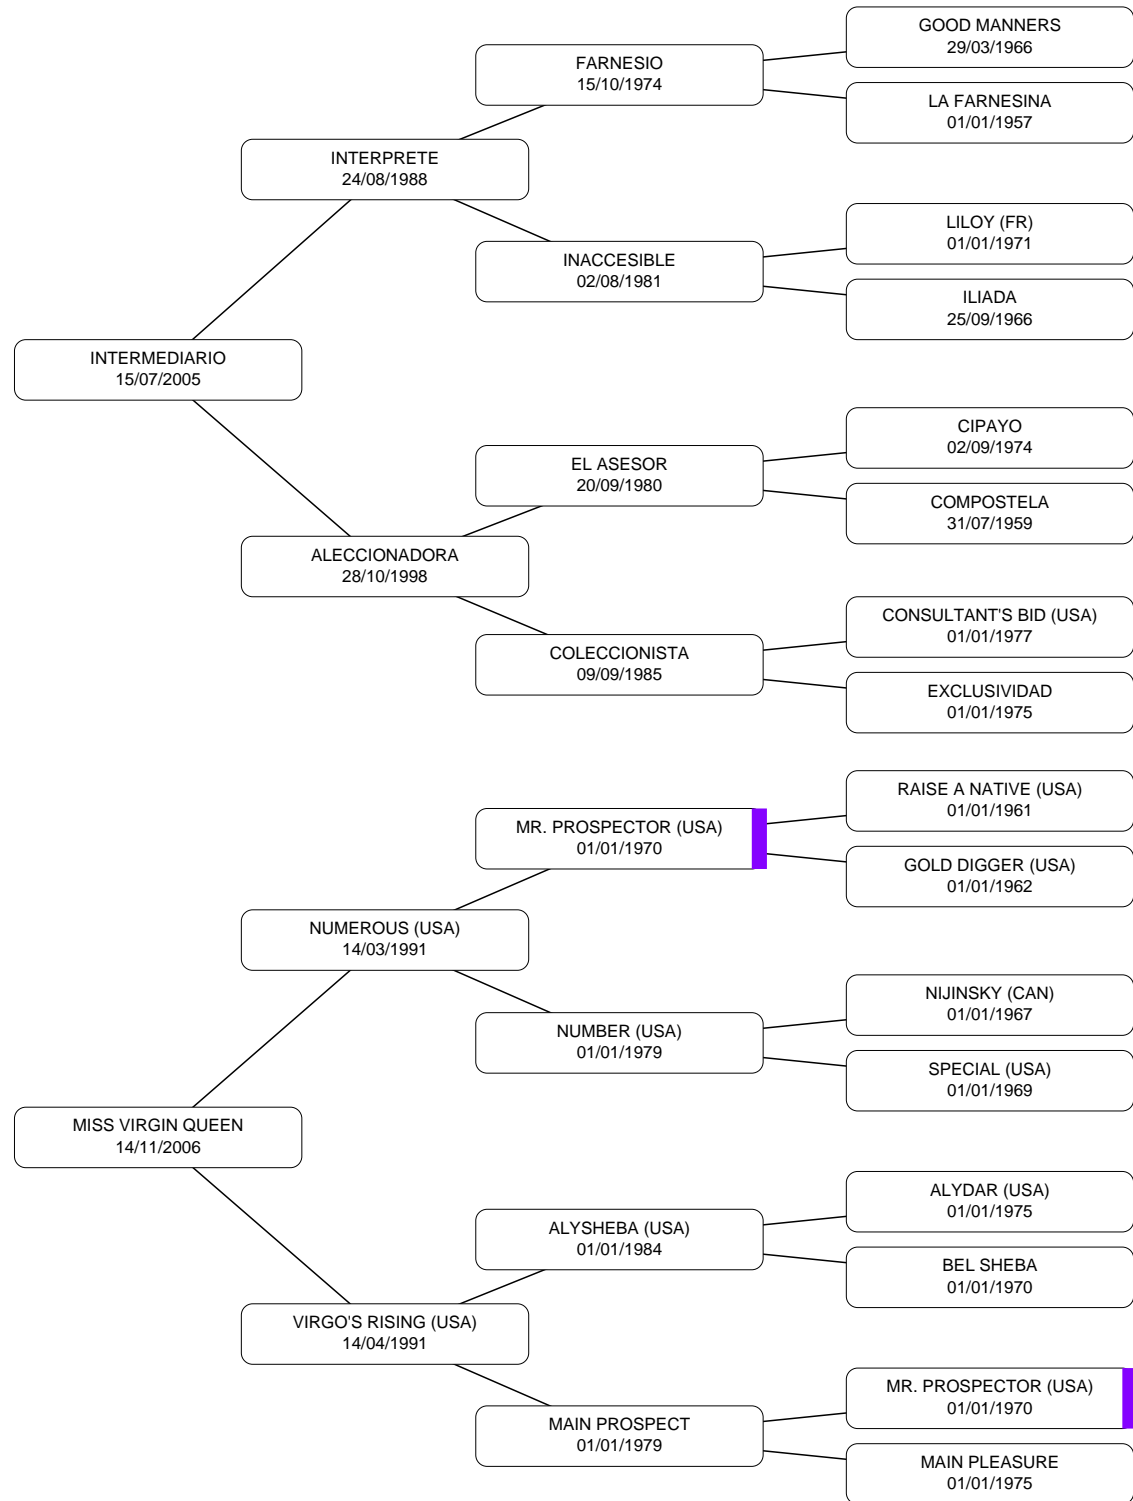 GOOD MANNERS
29/03/1966
FARNESIO
15/10/1974
LA FARNESINA
01/01/1957
INTERPRETE
24/08/1988
LILOY (FR)
01/01/1971
INACCESIBLE
02/08/1981
ILIADA
25/09/1966
INTERMEDIARIO
15/07/2005
CIPAYO
02/09/1974
EL ASESOR
20/09/1980
COMPOSTELA
31/07/1959
ALECCIONADORA
28/10/1998
CONSULTANT'S BID (USA)
01/01/1977
COLECCIONISTA
09/09/1985
EXCLUSIVIDAD
01/01/1975
RAISE A NATIVE (USA)
01/01/1961
MR. PROSPECTOR (USA)
01/01/1970
GOLD DIGGER (USA)
01/01/1962
NUMEROUS (USA)
14/03/1991
NIJINSKY (CAN)
01/01/1967
NUMBER (USA)
01/01/1979
SPECIAL (USA)
01/01/1969
MISS VIRGIN QUEEN
14/11/2006
ALYDAR (USA)
01/01/1975
ALYSHEBA (USA)
01/01/1984
BEL SHEBA
01/01/1970
VIRGO'S RISING (USA)
14/04/1991
MR. PROSPECTOR (USA)
01/01/1970
MAIN PROSPECT
01/01/1979
MAIN PLEASURE
01/01/1975